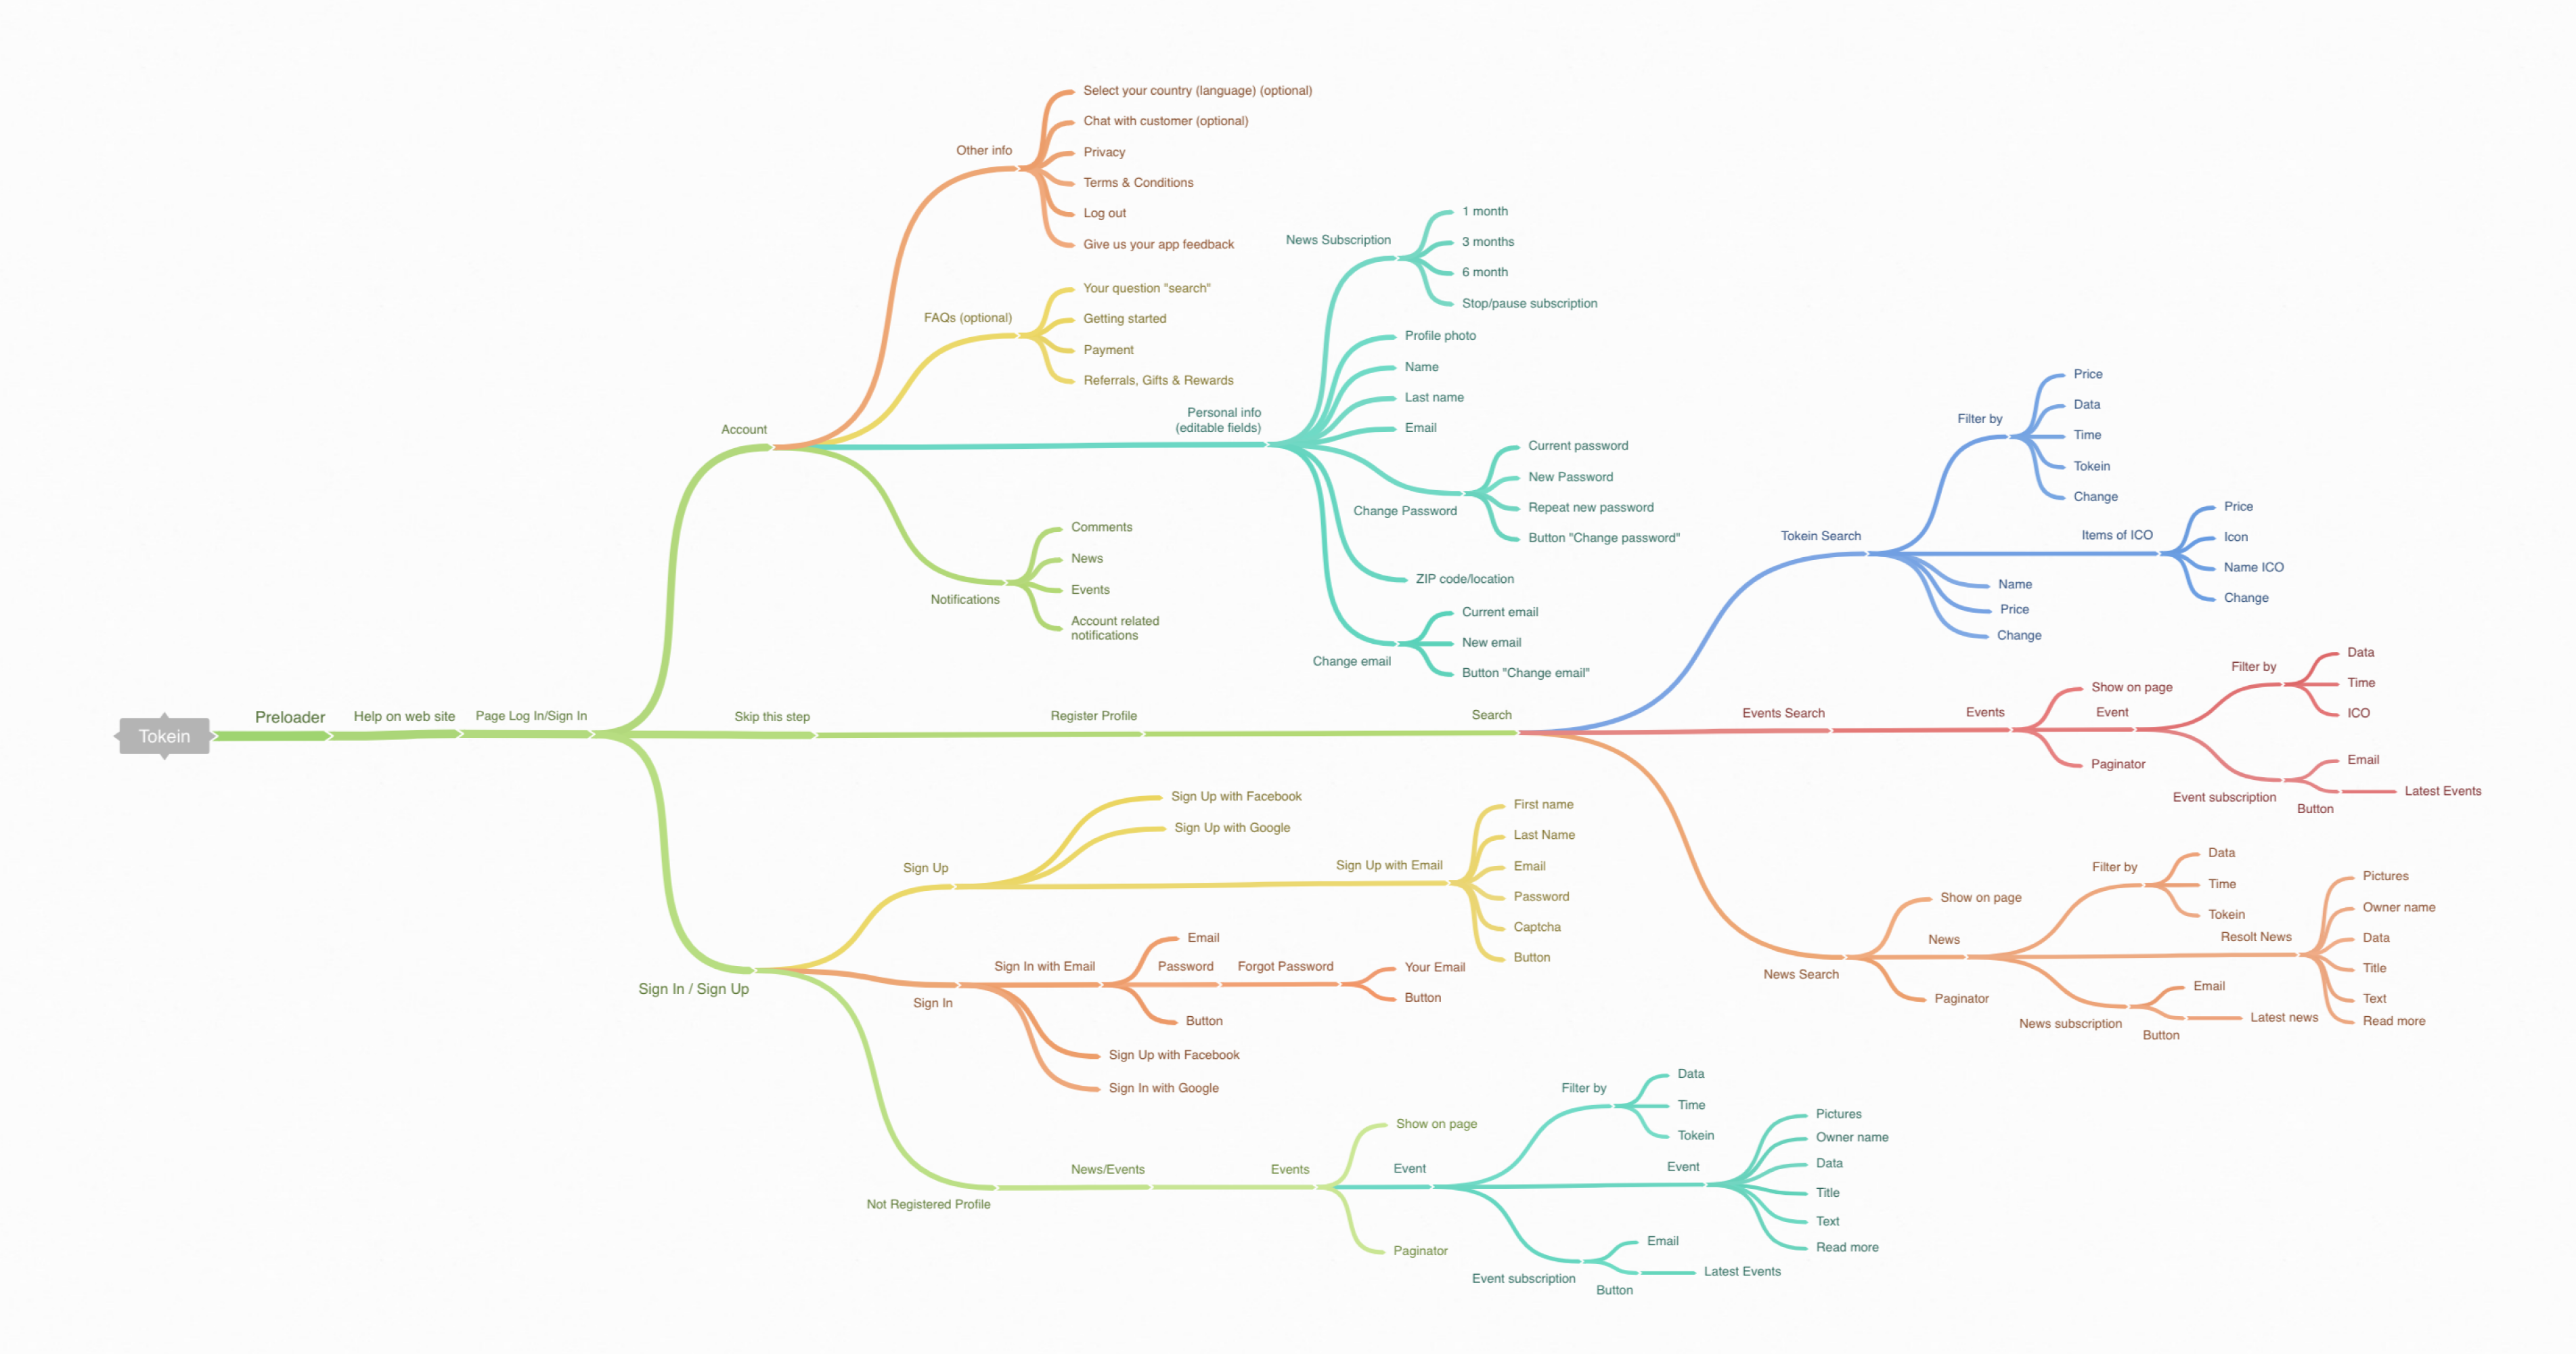 Tokein
Preloader
Help on web site
Page Log In/Sign In
Account
Other info
Select your country (language) (optional)
Chat with customer (optional)
Privacy
Terms & Conditions
Log out
Give us your app feedback
FAQs (optional)
Your question "search"
Getting started
Payment
Referrals, Gifts & Rewards
Personal info
(editable fields)
News Subscription
1 month
3 months
6 month
Stop/pause subscription
Profile photo
Name
Last name
Email
Change Password
Current password
New Password
Repeat new password
Button "Change password"
ZIP code/location
Change email
Current email
New email
Button "Change email"
Notifications
Comments
News
Events
Account related
notifications
Skip this step
Register Profile
Search
Tokein Search
Filter by
Price
Data
Time
Tokein
Change
Items of ICO
Price
Icon
Name ICO
Change
Name
Price
Change
Events Search
Events
Show on page
Event
Filter by
Data
Time
ICO
Event subscription
Email
Button
Latest Events
Paginator
News Search
Show on page
News
Filter by
Data
Time
Tokein
Resolt News
Pictures
Owner name
Data
Title
Text
Read more
News subscription
Email
Button
Latest news
Paginator
Sign In / Sign Up
Sign Up
Sign Up with Facebook
Sign Up with Google
Sign Up with Email
First name
Last Name
Email
Password
Captcha
Button
Sign In
Sign In with Email
Email
Password
Forgot Password
Your Email
Button
Button
Sign Up with Facebook
Sign In with Google
Not Registered Profile
News/Events
Events
Show on page
Event
Filter by
Data
Time
Tokein
Event
Pictures
Owner name
Data
Title
Text
Read more
Event subscription
Email
Button
Latest Events
Paginator